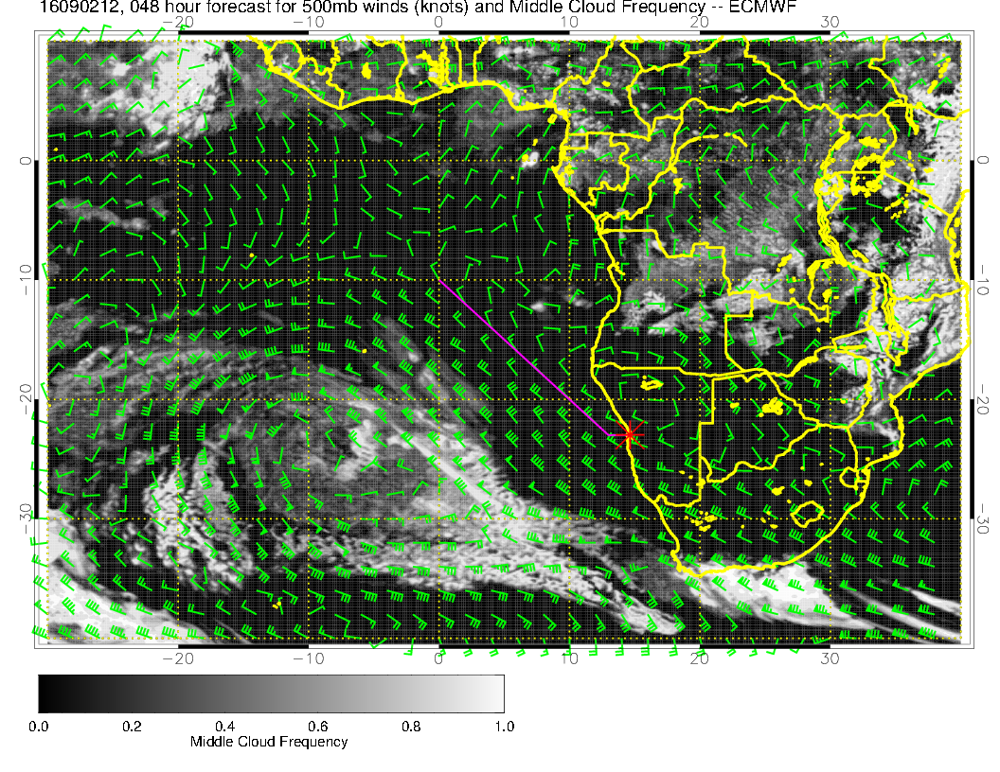 16090212, 048 hour forecast for 500mb winds (knots) and Middle Cloud Frequency -- ECMWF
-20 -10 0 10 20 30
0 0
-10 -10
-20 -20
-30 -30
-20 -10 0 10 20 30
0.0 0.2 0.4 0.6 0.8 1.0
Middle Cloud Frequency